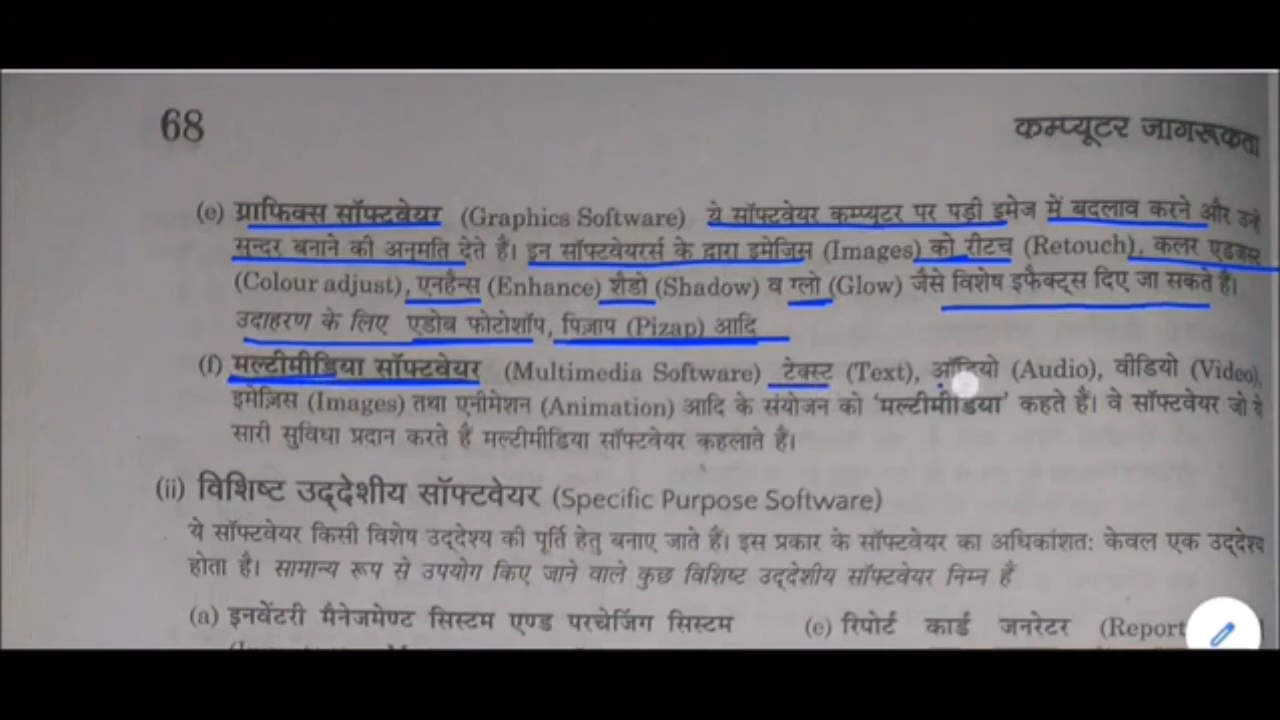 68
कम्प्यूटर जागरूकता
(e) ग्राफिक्स सॉफ्टवेयर (Graphics Software) ये सॉफ्टवेयर कम्प्यूटर पर पड़ी इमेज में बदलाव करने और उसे
सुन्दर बनाने की अनुमति देते हैं। इन सॉफ्टवेयरर्स के द्वारा इमेजिस (Images) को रीटच (Retouch), कलर एडजस्ट
(Colour adjust), एनहैन्स (Enhance) शैडो (Shadow) व ग्लो (Glow) जैसे विशेष इफैक्ट्स दिए जा सकते हैं।
उदाहरण के लिए एडोब फोटोशॉप, पिज़ाप (Pizap) आदि
(f) मल्टीमीडिया सॉफ्टवेयर (Multimedia Software) टेक्स्ट (Text), ऑडियो (Audio), वीडियो (Video),
इमेज़िस (Images) तथा एनीमेशन (Animation) आदि के संयोजन को ‘मल्टीमीडिया’ कहते हैं। वे सॉफ्टवेयर जो ये
सारी सुविधा प्रदान करते हैं मल्टीमीडिया सॉफ्टवेयर कहलाते है।
(ii) विशिष्ट उद्देशीय सॉफ्टवेयर (Specific Purpose Software)
ये सॉफ्टवेयर किसी विशेष उद्देश्य की पूर्ति हेतु बनाए जाते हैं। इस प्रकार के सॉफ्टवेयर का अधिकांशतः केवल एक उद्देश्य
होता है। सामान्य रूप से उपयोग किए जाने वाले कुछ विशिष्ट उद्देशीय सॉफ्टवेयर निम्न हैं
(a) इनवेंटरी मैनेजमेण्ट सिस्टम एण्ड परचेजिंग सिस्टम
(e) रिपोर्ट कार्ड जनरेटर (Report